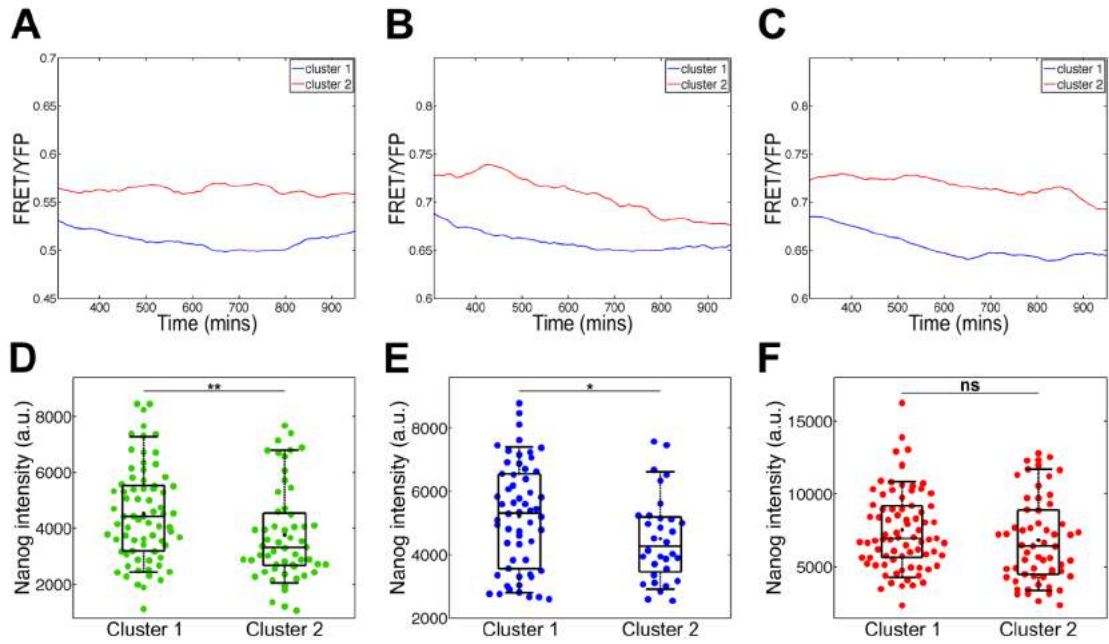 A
B
C
0.7
0.65
0.6
0.55
0.5
0.45
FRET/YFP
400 500 600 700 800 900
Time (mins)
cluster 1
cluster 2
0.8
0.75
0.7
0.65
0.6
FRET/YFP
400 500 600 700 800 900
Time (mins)
cluster 1
cluster 2
0.8
0.75
0.7
0.65
0.6
FRET/YFP
400 500 600 700 800 900
Time (mins)
cluster 1
cluster 2
D
E
F
**
8000
6000
4000
2000
Nanog intensity (a.u.)
Cluster 1 Cluster 2
*
8000
6000
4000
2000
Nanog intensity (a.u.)
Cluster 1 Cluster 2
ns
15000
10000
5000
Nanog intensity (a.u.)
Cluster 1 Cluster 2